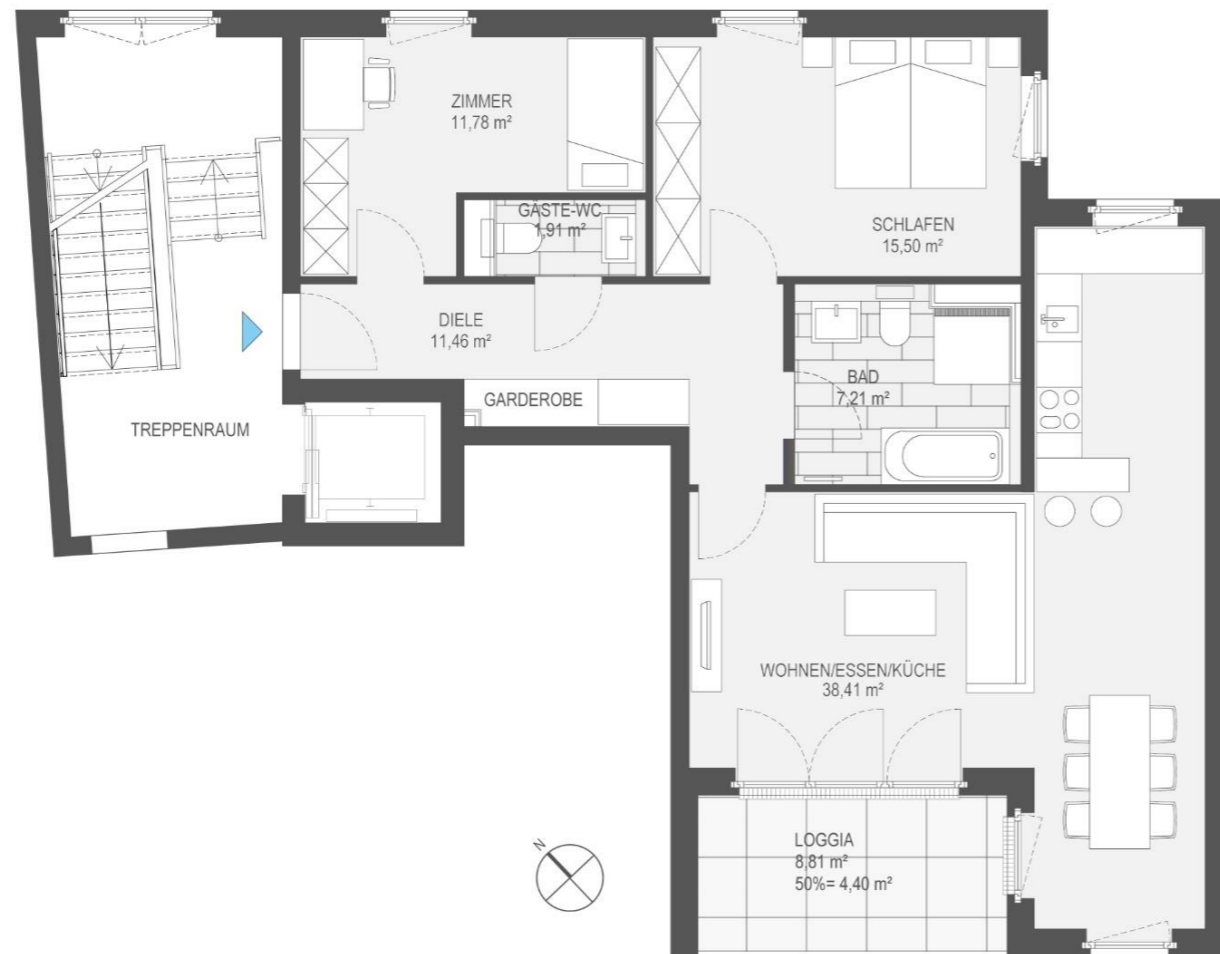 ZIMMER
11,78 m²
GÄSTE-WC
1,91 m²
SCHLAFEN
15,50 m²
DIELE
11,46 m²
BAD
7,21 m²
GARDEROBE
TREPPENRAUM
WOHNEN/ESSEN/KÜCHE
38,41 m²
LOGGIA
8,81 m²
50%= 4,40 m²
N